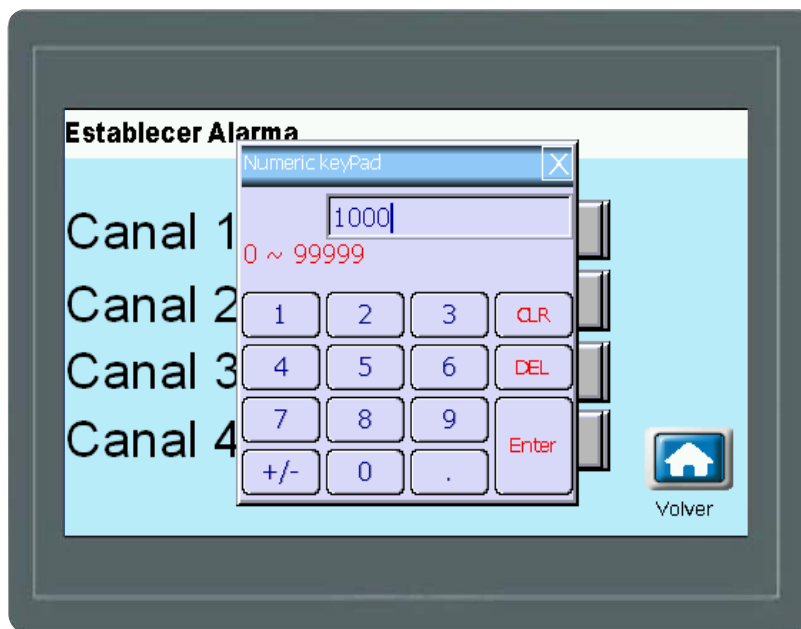 Establecer Alarma
Numeric keyPad
X
1000
0 ~ 99999
Canal 1
Canal 2
Canal 3
Canal 4
1 2 3 CLR
4 5 6 DEL
7 8 9 Enter
+/- 0 .
Volver